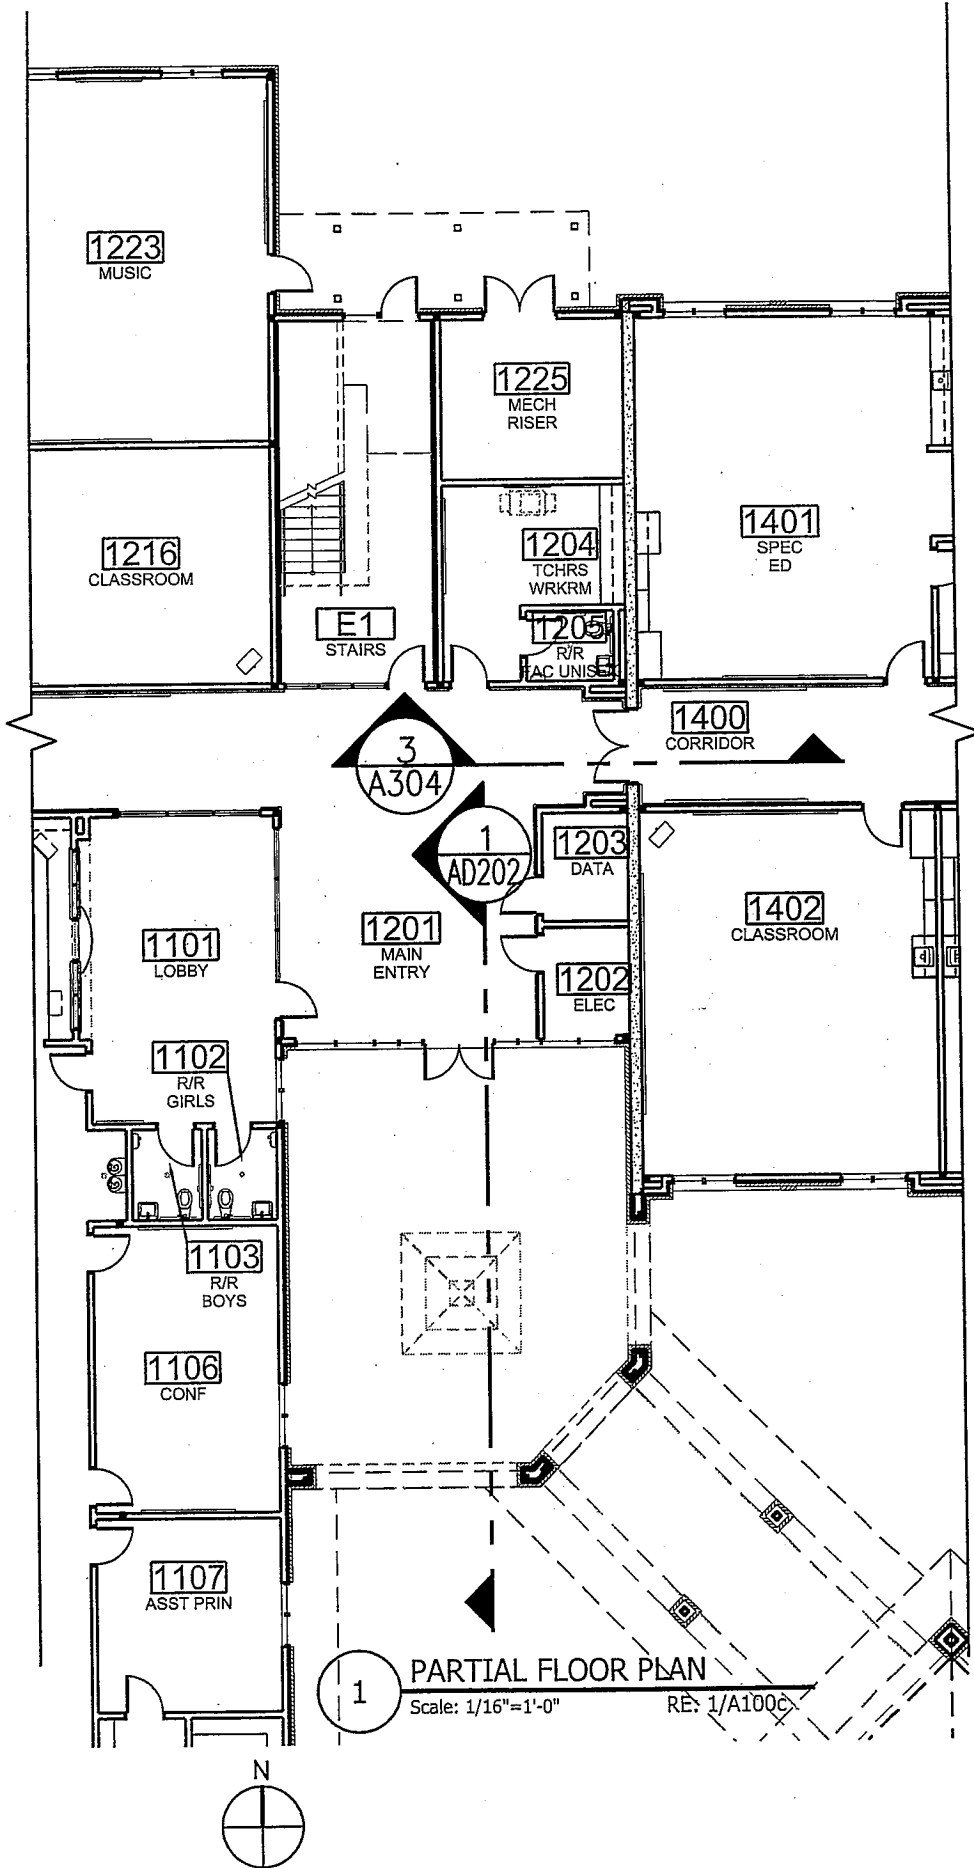 1223
MUSIC
1225
MECH
RISER
1216
CLASSROOM
1204
TCHRS
WRKRM
1401
SPEC
ED
E1
STAIRS
1205
R/R
FAC UNISEX
1400
CORRIDOR
3
A304
1
AD202
1203
DATA
1402
CLASSROOM
1101
LOBBY
1201
MAIN
ENTRY
1202
ELEC
1102
R/R
GIRLS
1103
R/R
BOYS
1106
CONF
1107
ASST PRIN
1
PARTIAL FLOOR PLAN
Scale: 1/16"=1'-0" RE: 1/A100c
N